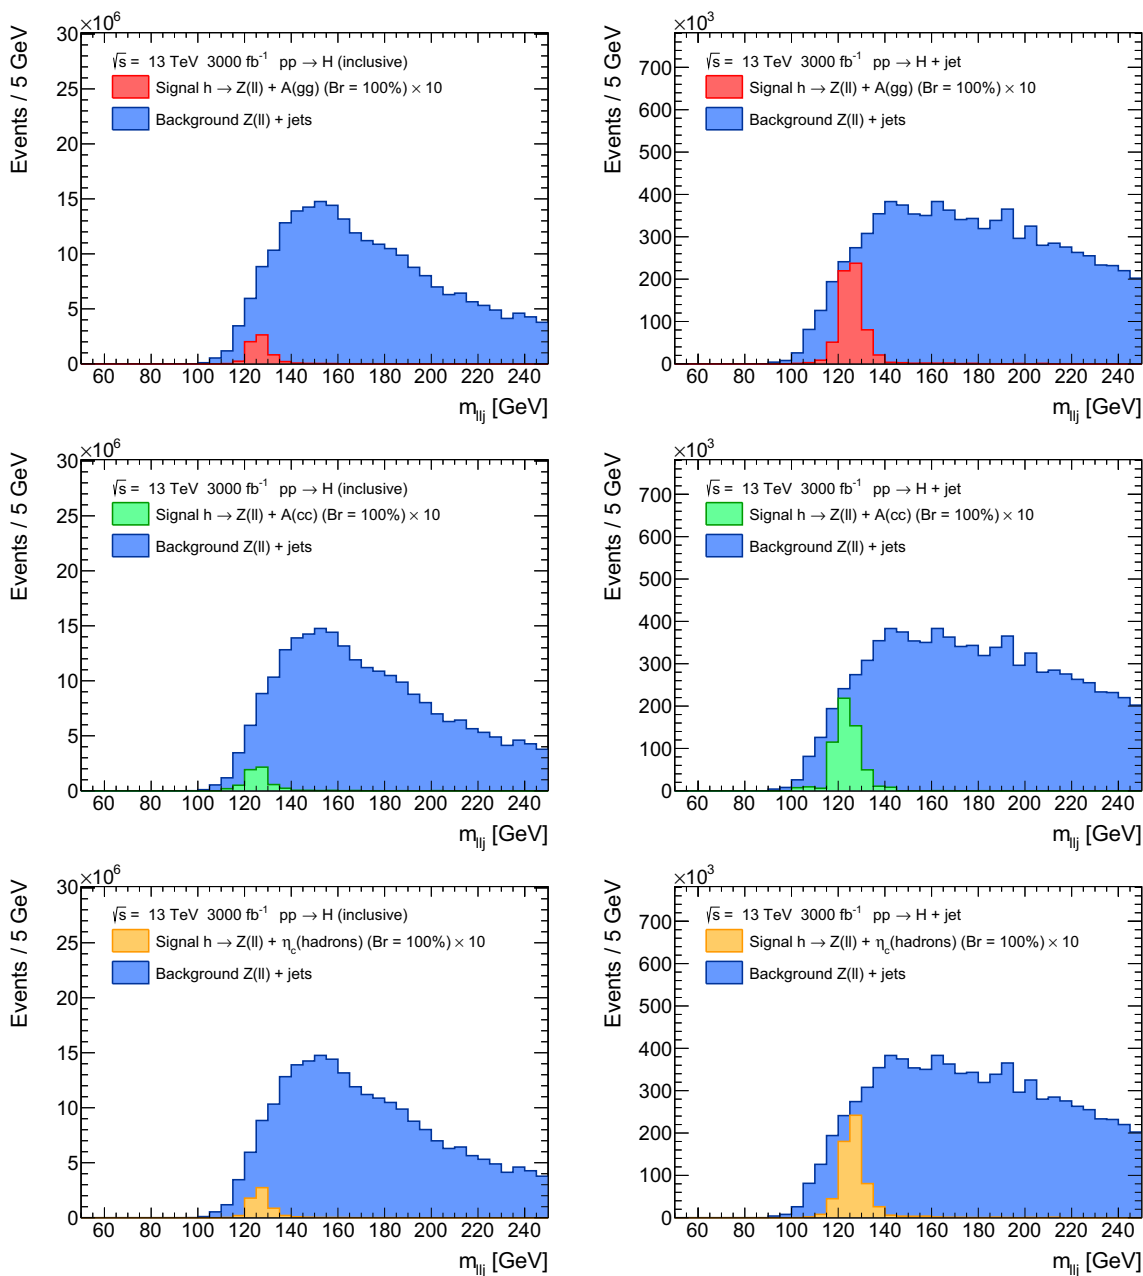 ×10⁶
Events / 5 GeV
√s = 13 TeV 3000 fb⁻¹ pp → H (inclusive)
Signal h → Z(ll) + A(gg) (Br = 100%) × 10
Background Z(ll) + jets
30
25
20
15
10
5
0
60 80 100 120 140 160 180 200 220 240
m_llj [GeV]
×10³
Events / 5 GeV
√s = 13 TeV 3000 fb⁻¹ pp → H + jet
Signal h → Z(ll) + A(gg) (Br = 100%) × 10
Background Z(ll) + jets
700
600
500
400
300
200
100
0
60 80 100 120 140 160 180 200 220 240
m_llj [GeV]
×10⁶
Events / 5 GeV
√s = 13 TeV 3000 fb⁻¹ pp → H (inclusive)
Signal h → Z(ll) + A(cc) (Br = 100%) × 10
Background Z(ll) + jets
30
25
20
15
10
5
0
60 80 100 120 140 160 180 200 220 240
m_llj [GeV]
×10³
Events / 5 GeV
√s = 13 TeV 3000 fb⁻¹ pp → H + jet
Signal h → Z(ll) + A(cc) (Br = 100%) × 10
Background Z(ll) + jets
700
600
500
400
300
200
100
0
60 80 100 120 140 160 180 200 220 240
m_llj [GeV]
×10⁶
Events / 5 GeV
√s = 13 TeV 3000 fb⁻¹ pp → H (inclusive)
Signal h → Z(ll) + η_c(hadrons) (Br = 100%) × 10
Background Z(ll) + jets
30
25
20
15
10
5
0
60 80 100 120 140 160 180 200 220 240
m_llj [GeV]
×10³
Events / 5 GeV
√s = 13 TeV 3000 fb⁻¹ pp → H + jet
Signal h → Z(ll) + η_c(hadrons) (Br = 100%) × 10
Background Z(ll) + jets
700
600
500
400
300
200
100
0
60 80 100 120 140 160 180 200 220 240
m_llj [GeV]